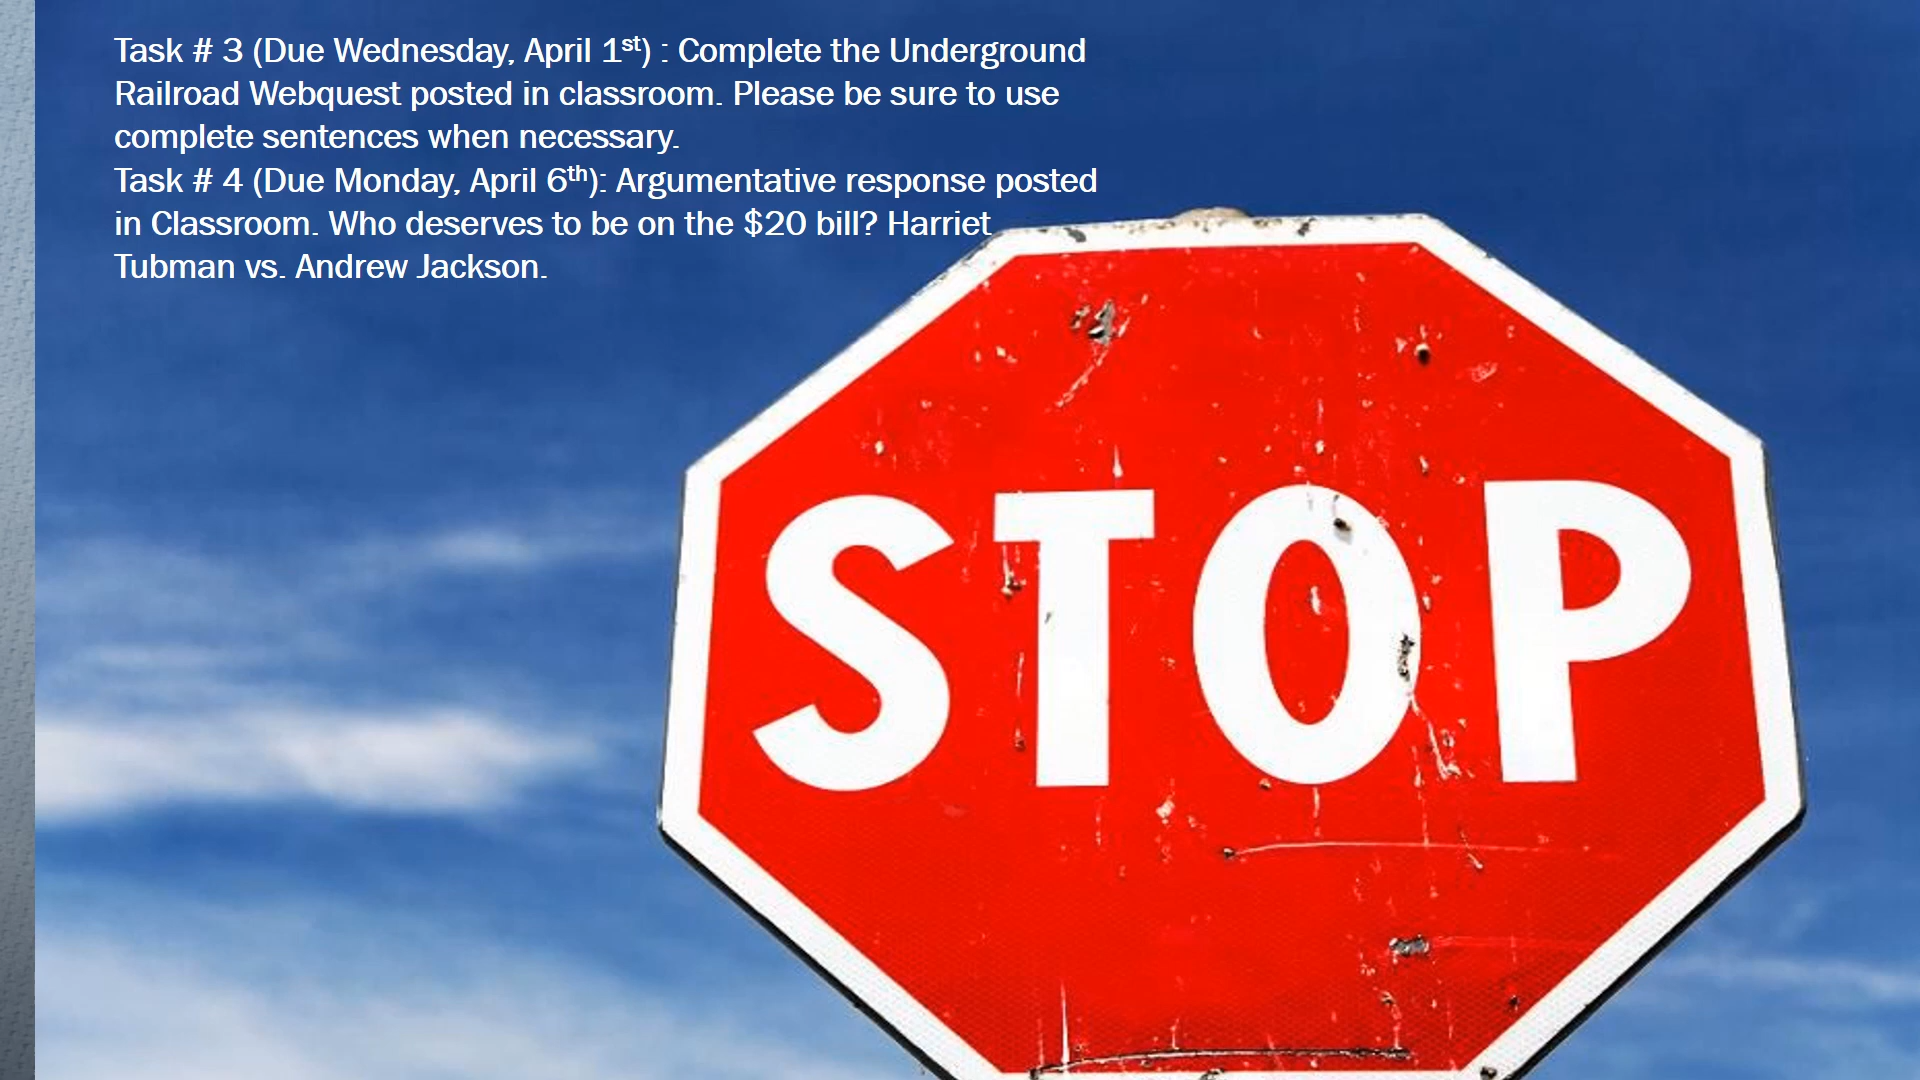 Task # 3 (Due Wednesday, April 1st) : Complete the Underground
Railroad Webquest posted in classroom. Please be sure to use
complete sentences when necessary.
Task # 4 (Due Monday, April 6th): Argumentative response posted
in Classroom. Who deserves to be on the $20 bill? Harriet
Tubman vs. Andrew Jackson.
STOP